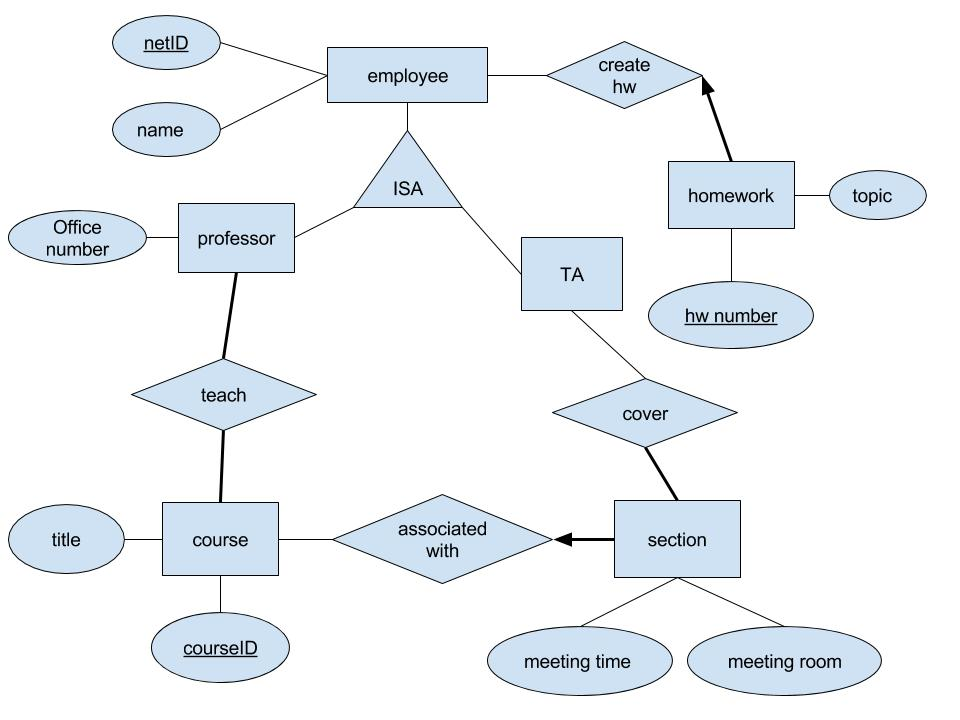 netID
employee
create
hw
name
ISA
homework
topic
Office
number
professor
TA
hw number
teach
cover
title
course
associated
with
section
courseID
meeting time
meeting room